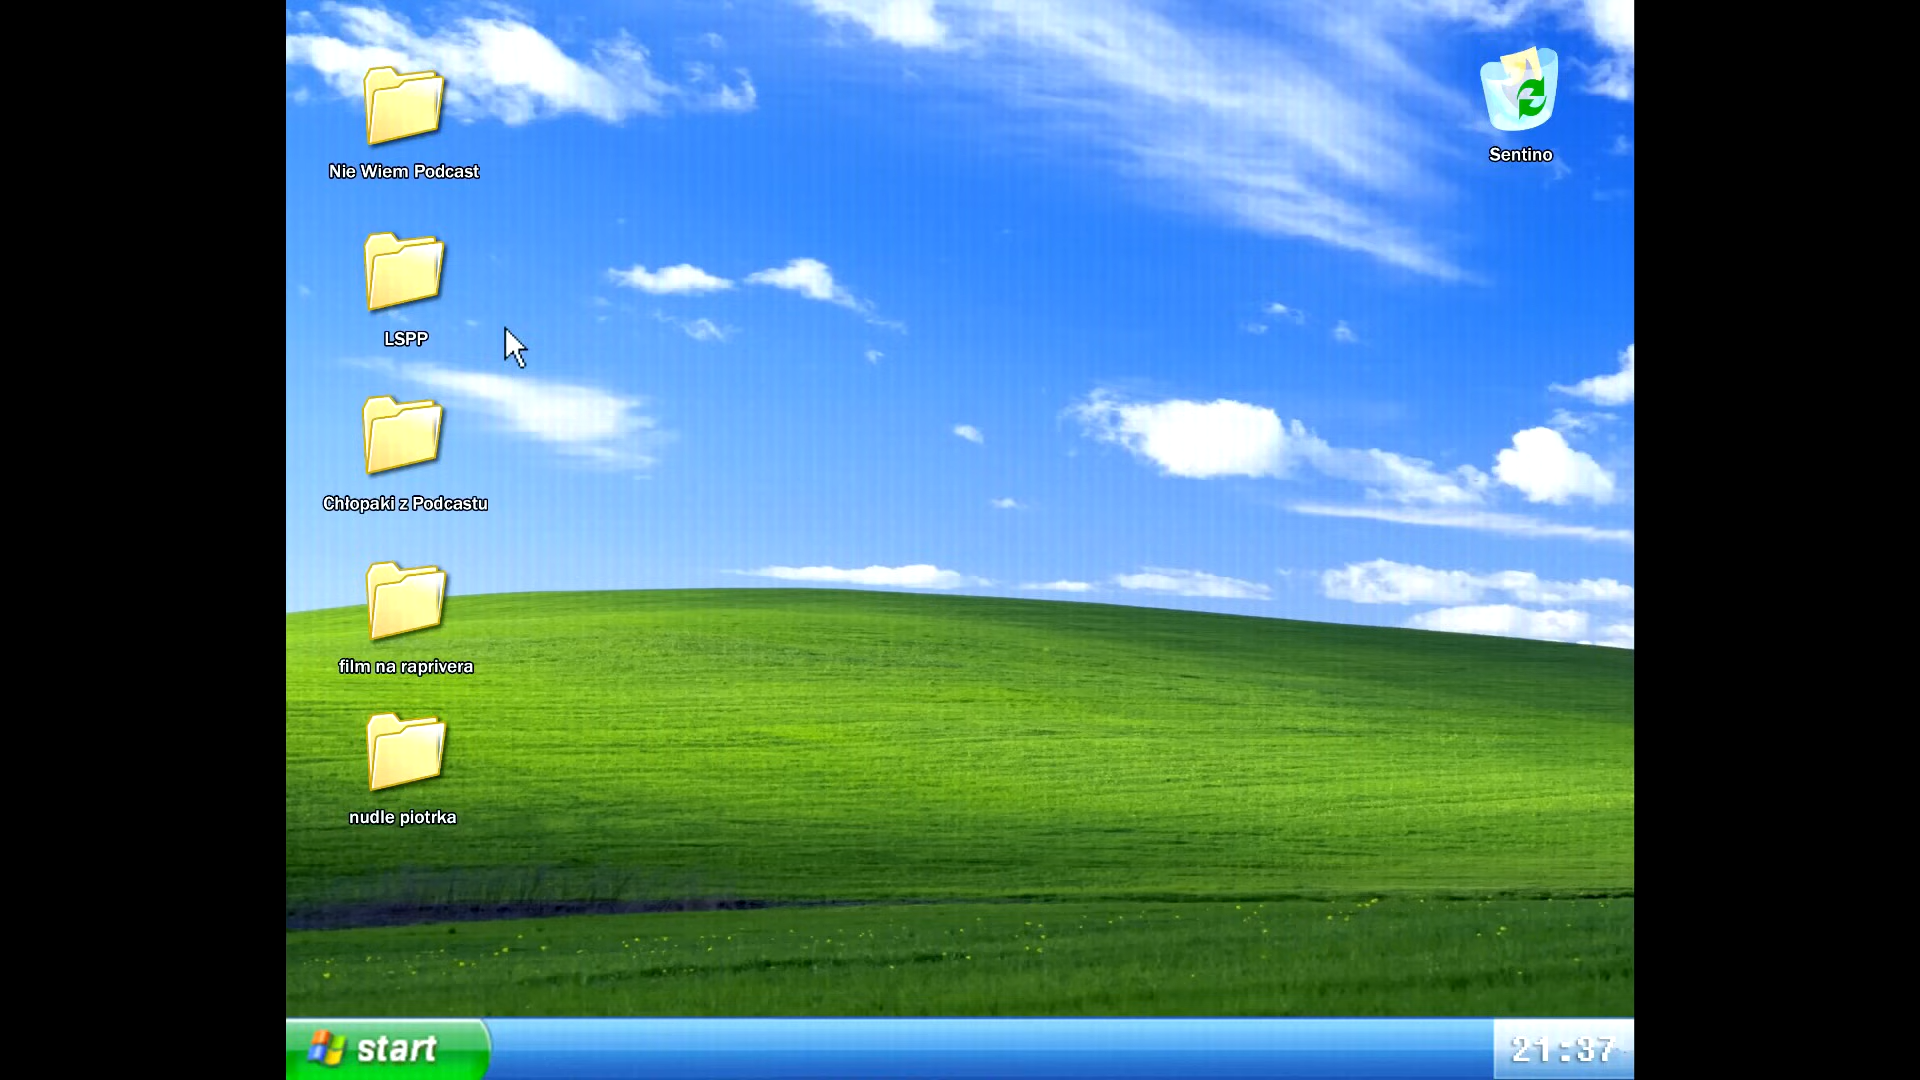 Nie Wiem Podcast
Sentino
LSPP
Chłopaki z Podcastu
film na raprivera
nudle piotrka
start
21:37